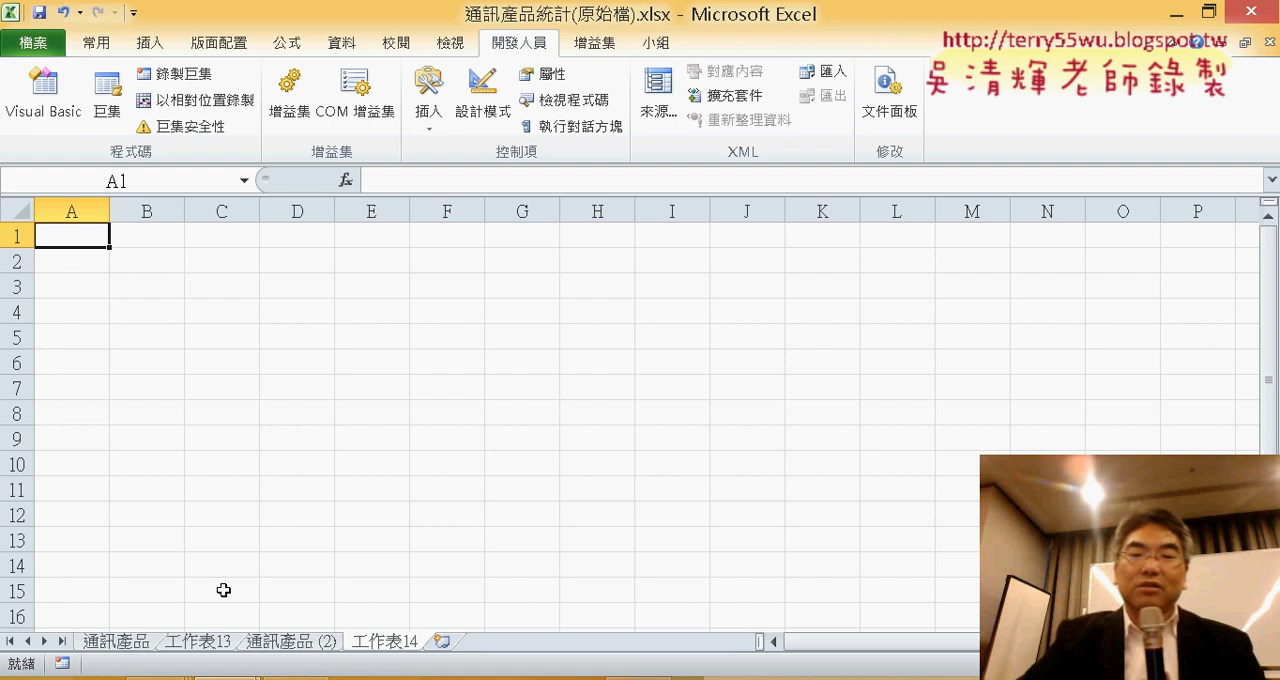 通訊產品統計(原始檔).xlsx - Microsoft Excel
檔案 常用 插入 版面配置 公式 資料 校閱 檢視 開發人員 增益集 小組
http://terry55wu.blogspot.tw
吳清輝老師錄製
Visual Basic 巨集 錄製巨集 以相對位置錄製 巨集安全性
增益集 COM 增益集
插入 設計模式 屬性 檢視程式碼 執行對話方塊
來源... 對應內容 擴充套件 重新整理資料 匯入 匯出
文件面板
程式碼 增益集 控制項 XML 修改
A1 fx
A B C D E F G H I J K L M N O P
1
2
3
4
5
6
7
8
9
10
11
12
13
14
15
16
通訊產品 工作表13 通訊產品 (2) 工作表14
就緒